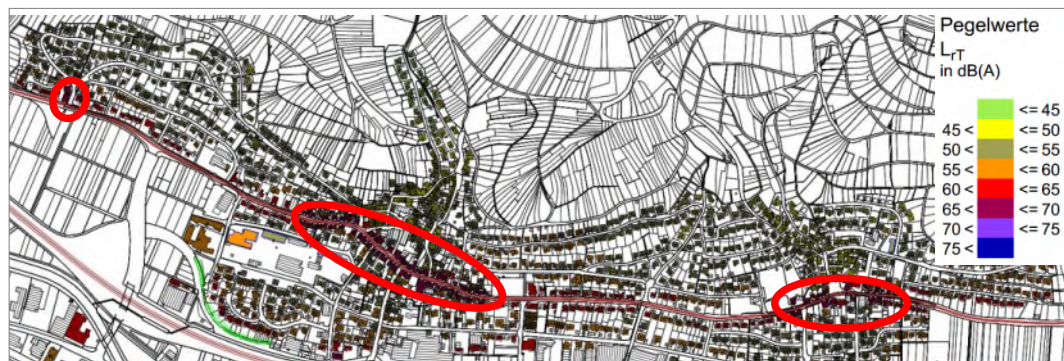 Pegelwerte
LrT
in dB(A)
<= 45
45 < <= 50
50 < <= 55
55 < <= 60
60 < <= 65
65 < <= 70
70 < <= 75
75 <